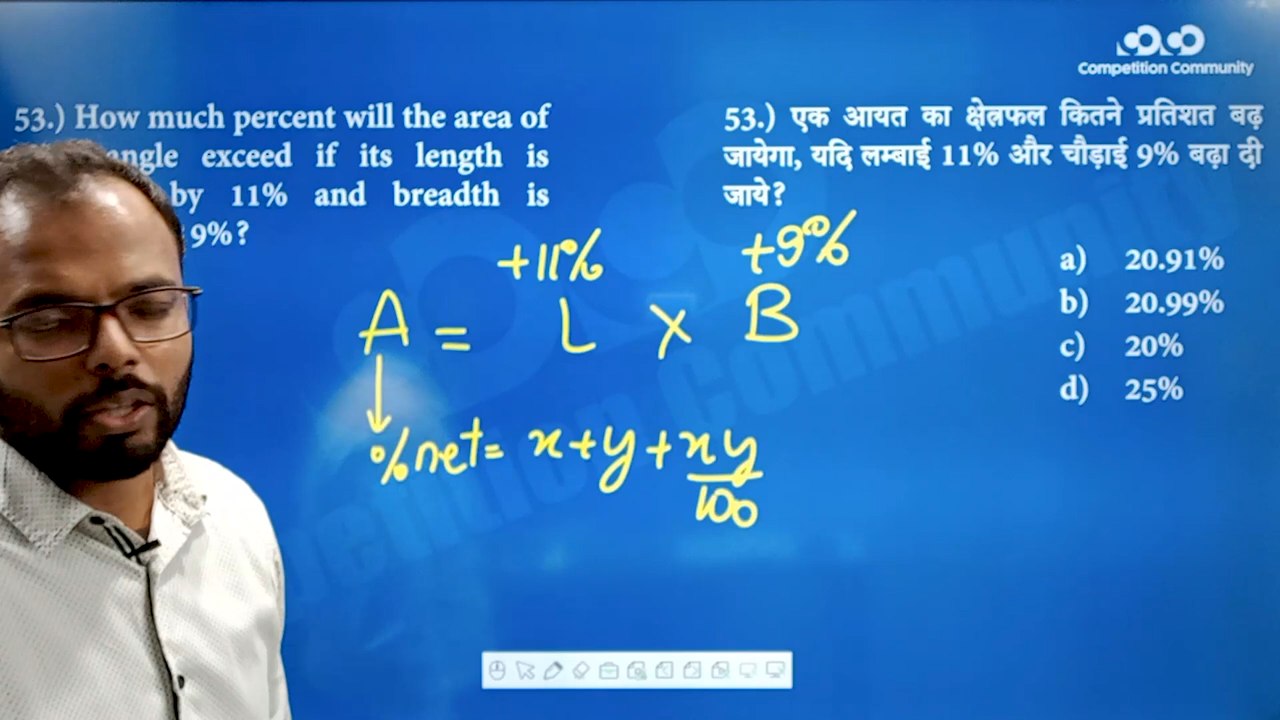 Competition Community
53.) How much percent will the area of
angle exceed if its length is
by 11% and breadth is
9%?
53.) एक आयत का क्षेत्रफल कितने प्रतिशत बढ़
जायेगा, यदि लम्बाई 11% और चौड़ाई 9% बढ़ा दी
जाये?
a) 20.91%
b) 20.99%
c) 20%
d) 25%
+11% +9%
A = L × B
%net = x+y+xy/100